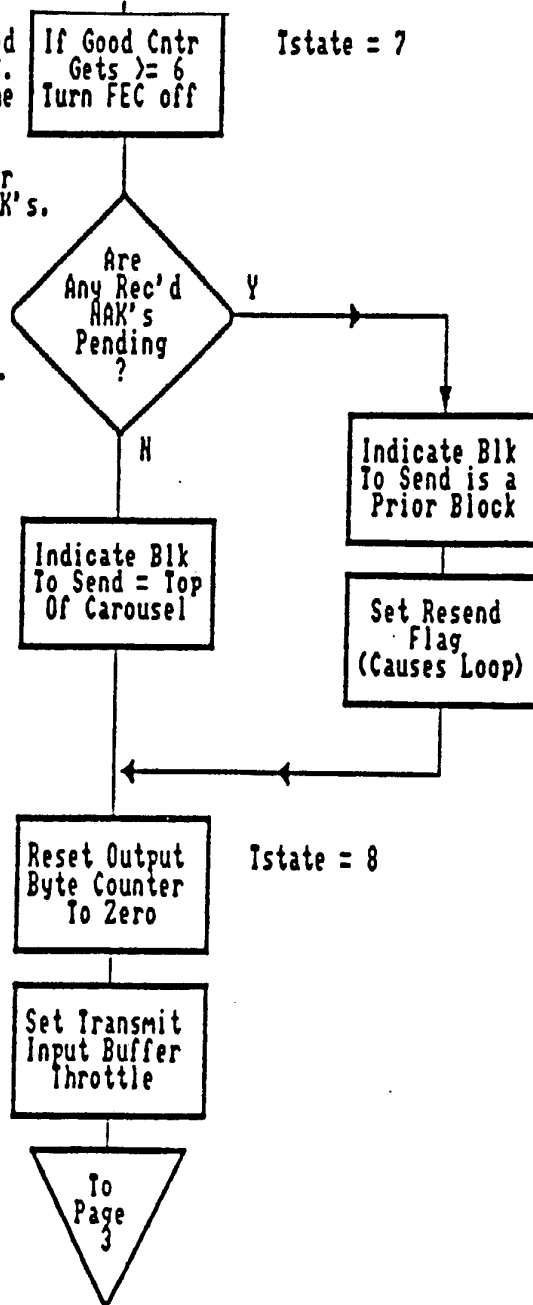 If Good Cntr
Gets >= 6
Turn FEC off
Tstate = 7
K's.
Are
Any Rec'd
NAK's
Pending
?
Y
N
Indicate Blk
To Send is a
Prior Block
Indicate Blk
To Send = Top
Of Carousel
Set Resend
Flag
(Causes Loop)
Reset Output
Byte Counter
To Zero
Tstate = 8
Set Transmit
Input Buffer
Throttle
To
Page
3